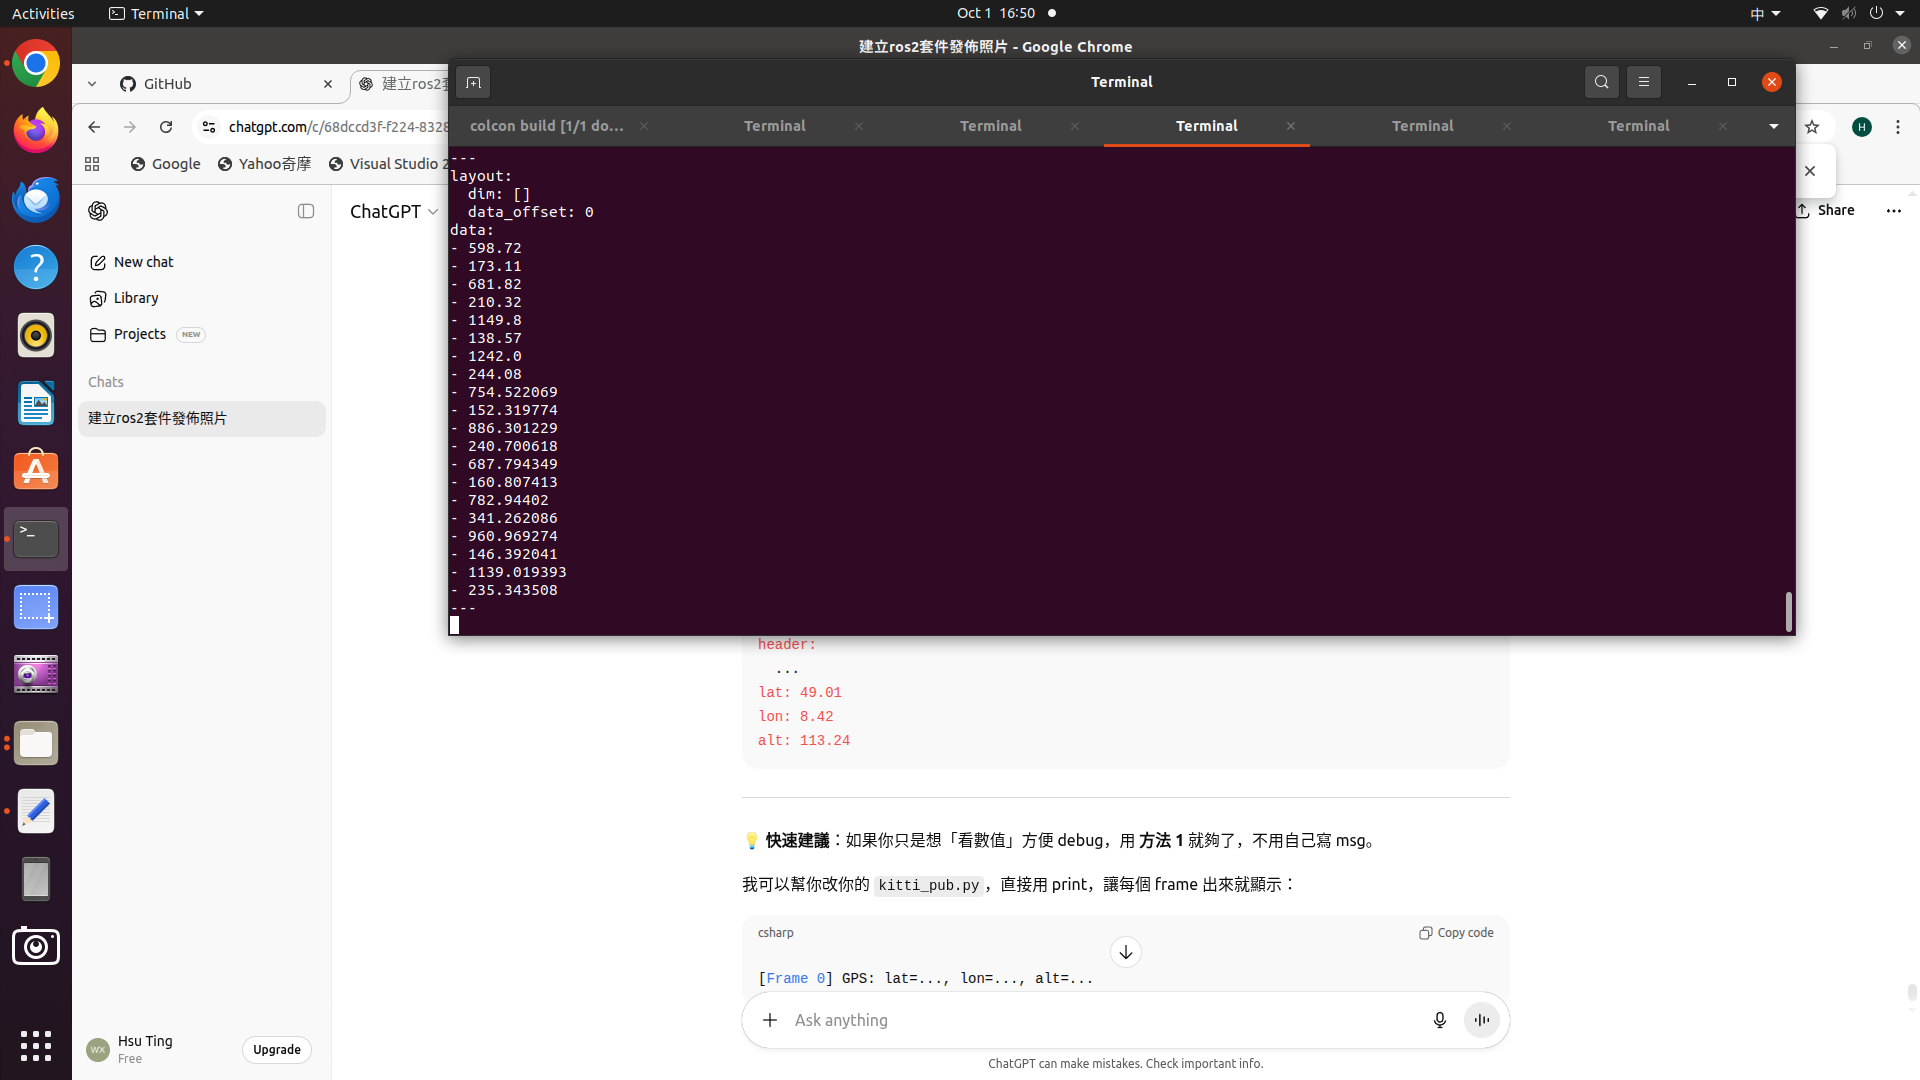 Activities
Terminal
Oct 1 16:50
中
建立ros2套件發佈照片 - Google Chrome
GitHub
建立ros2套
Terminal
chatgpt.com/c/68dccd3f-f224-8328
H
colcon build [1/1 do...
Terminal
Terminal
Terminal
Terminal
Terminal
Google
Yahoo奇摩
Visual Studio 2
ChatGPT
Share
New chat
Library
Projects NEW
Chats
建立ros2套件發佈照片
---
layout:
  dim: []
  data_offset: 0
data:
- 598.72
- 173.11
- 681.82
- 210.32
- 1149.8
- 138.57
- 1242.0
- 244.08
- 754.522069
- 152.319774
- 886.301229
- 240.700618
- 687.794349
- 160.807413
- 782.94402
- 341.262086
- 960.969274
- 146.392041
- 1139.019393
- 235.343508
---
header:
  ...
lat: 49.01
lon: 8.42
alt: 113.24
💡 快速建議：如果你只是想「看數值」方便 debug，用 方法 1 就夠了，不用自己寫 msg。
我可以幫你改你的 kitti_pub.py，直接用 print，讓每個 frame 出來就顯示：
csharp
Copy code
[Frame 0] GPS: lat=..., lon=..., alt=...
Ask anything
ChatGPT can make mistakes. Check important info.
WX
Hsu Ting
Free
Upgrade